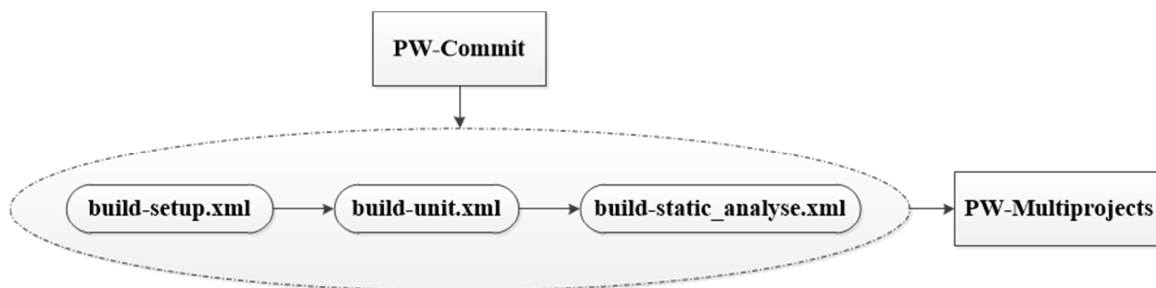 PW-Commit
build-setup.xml
build-unit.xml
build-static_analyse.xml
PW-Multiprojects